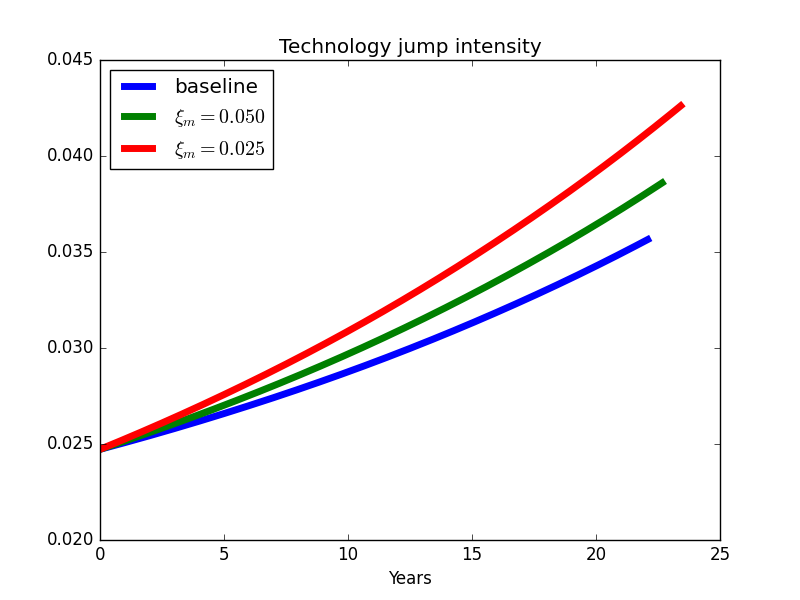 Technology jump intensity
0.045
0.040
0.035
0.030
0.025
0.020
baseline
ξₘ = 0.050
ξₘ = 0.025
0 5 10 15 20 25
Years